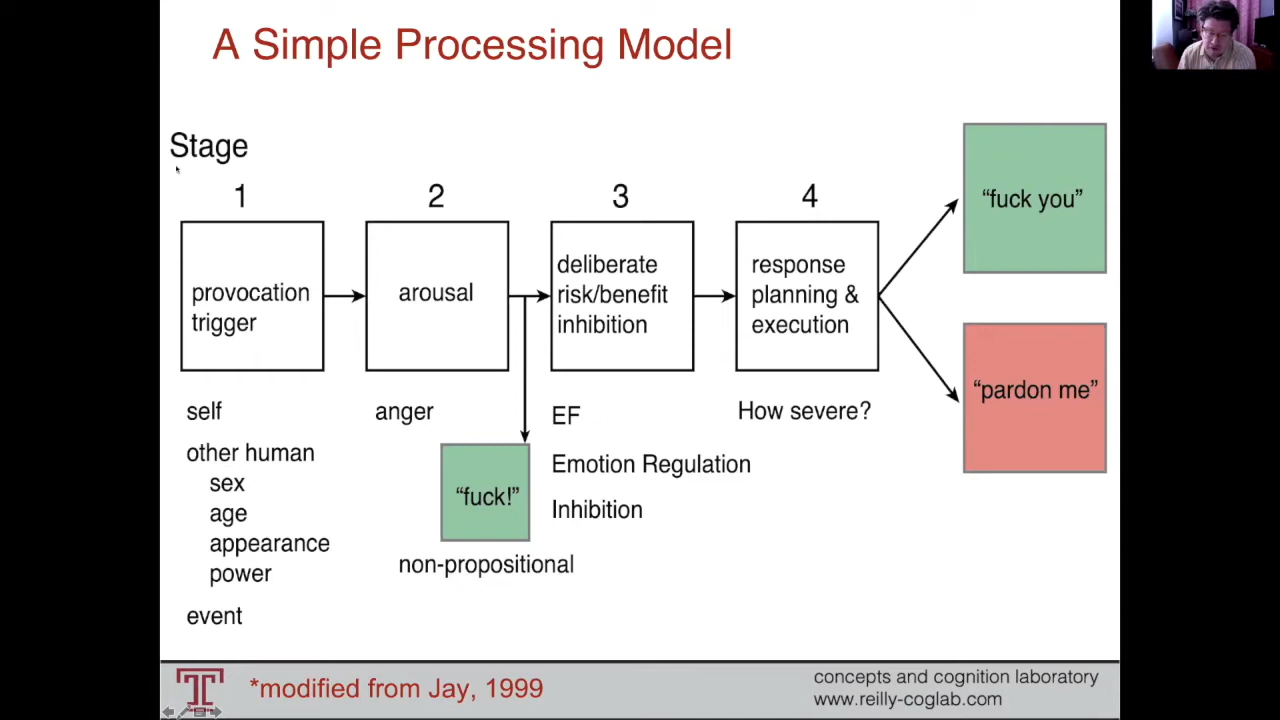 A Simple Processing Model
Stage
1
2
3
4
provocation
trigger
arousal
deliberate
risk/benefit
inhibition
response
planning &
execution
“fuck you”
“pardon me”
self
other human
sex
age
appearance
power
event
anger
“fuck!”
non-propositional
EF
Emotion Regulation
Inhibition
How severe?
*modified from Jay, 1999
concepts and cognition laboratory
www.reilly-coglab.com